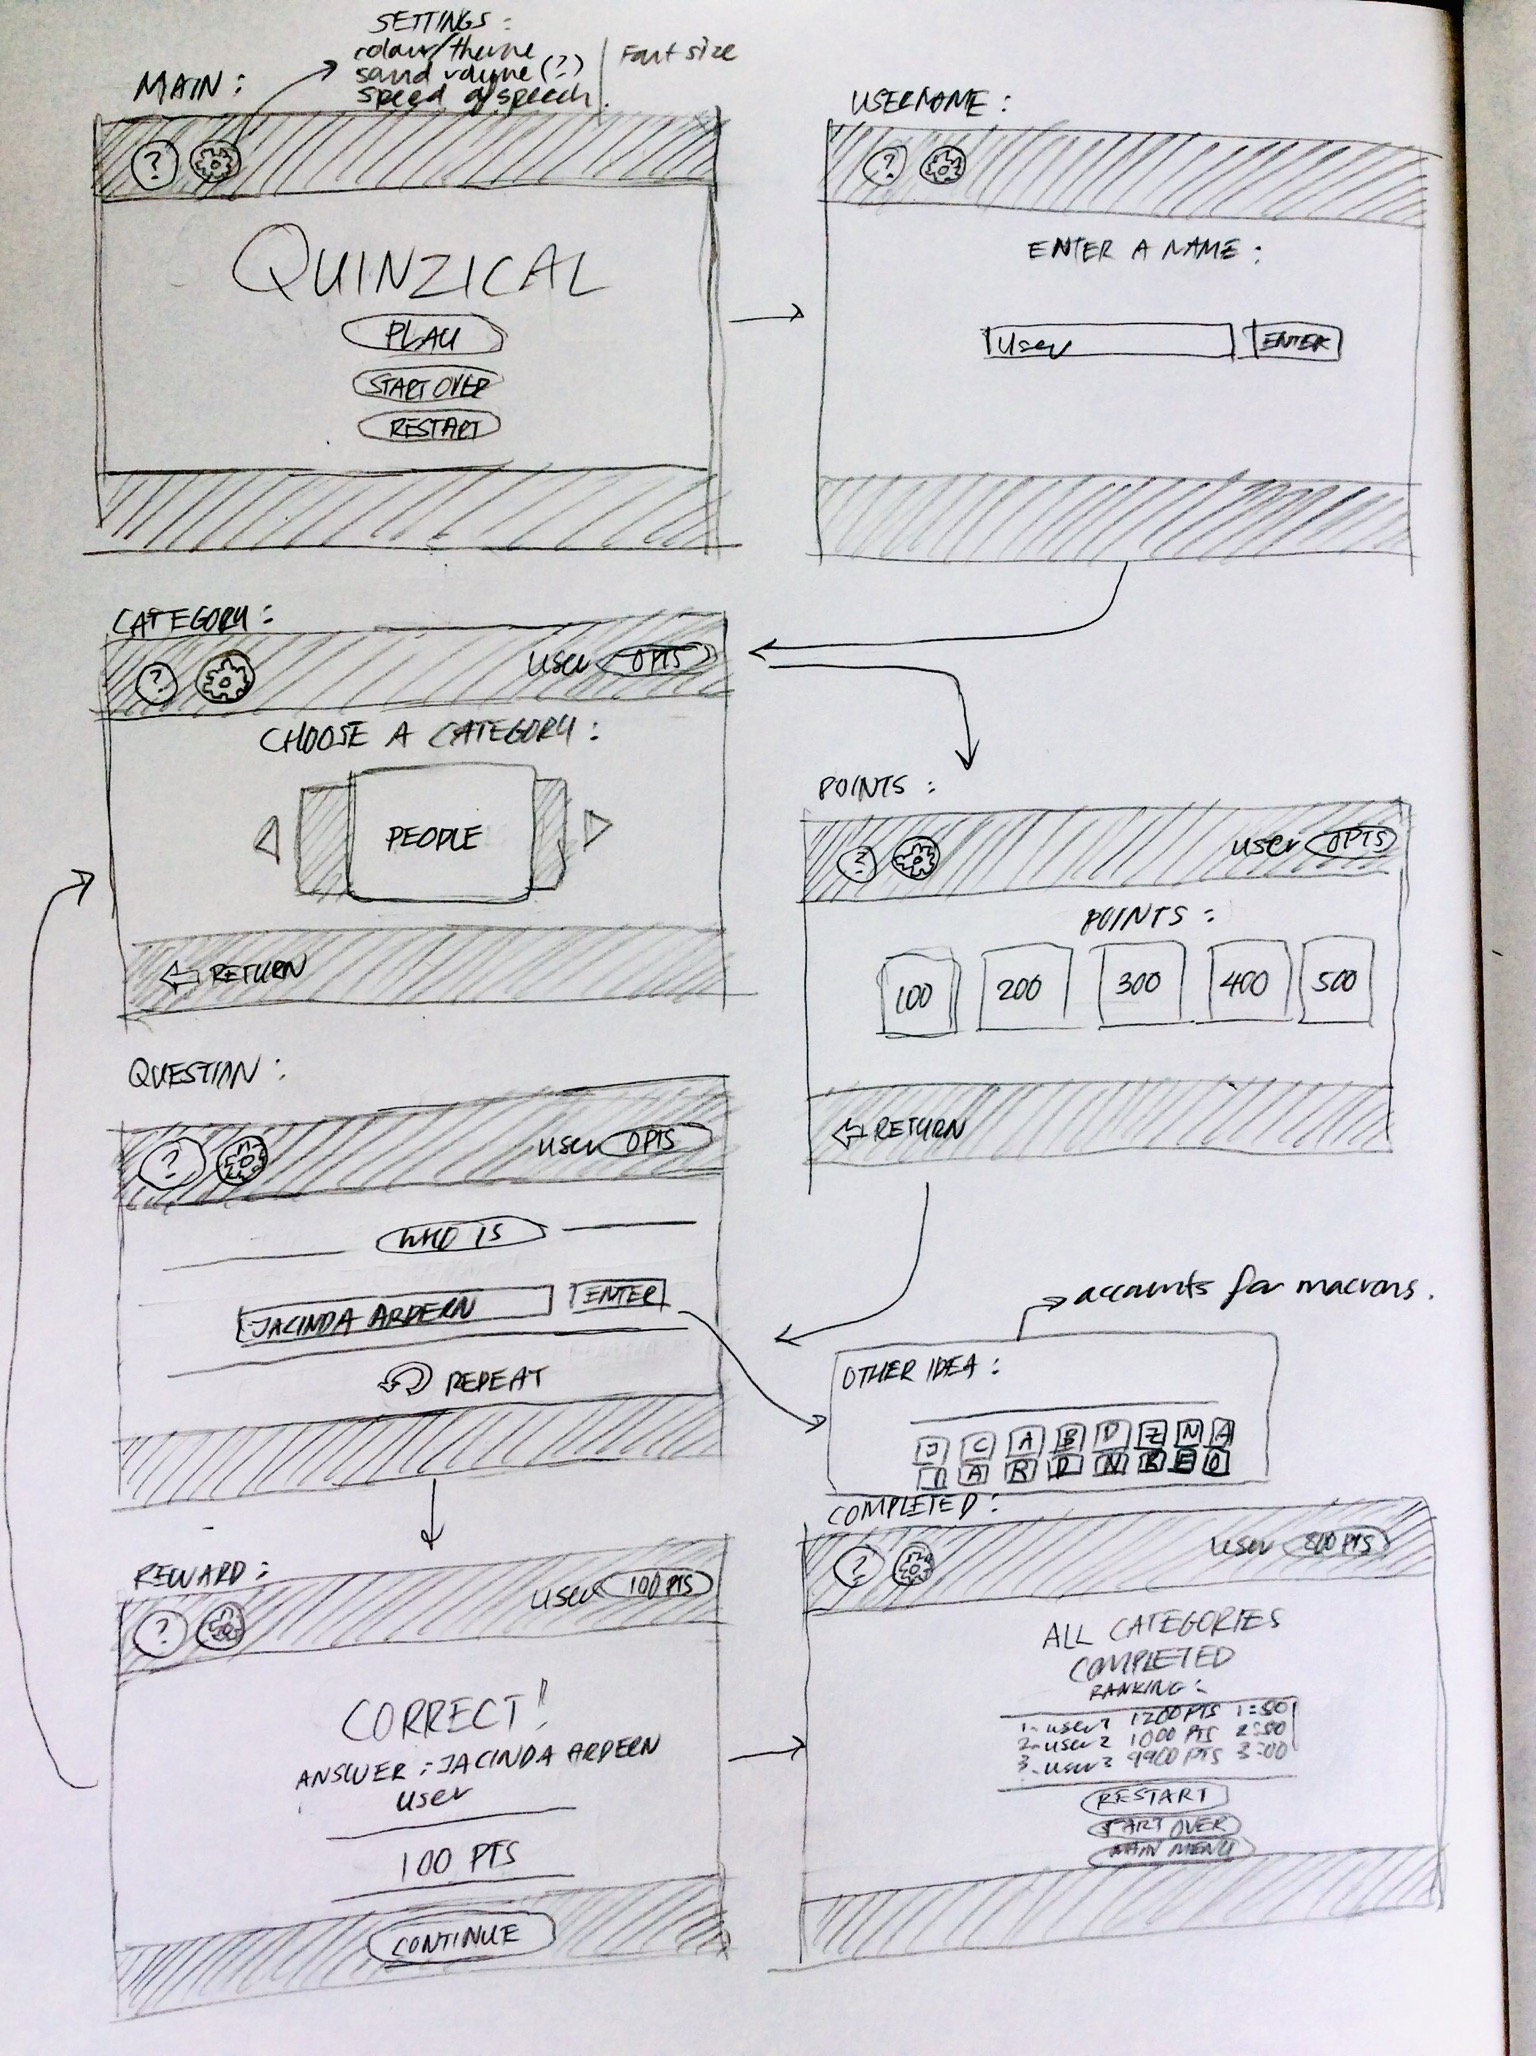 SETTINGS:
colour/theme
sound volume (?)
speed of speech.
Font size
MAIN:
?
QUINZICAL
PLAY
START OVER
RESTART
USERNAME:
?
ENTER A NAME:
User
ENTER
CATEGORY:
?
user 0PTS
CHOOSE A CATEGORY:
PEOPLE
RETURN
POINTS:
?
user 0PTS
POINTS:
100 200 300 400 500
RETURN
QUESTION:
?
user 0PTS
WHO IS
JACINDA ARDERN
ENTER
REPEAT
accounts for macrons.
OTHER IDEA:
J C A B D Z N A
I A R D N K E O
REWARD:
?
user 100 PTS
CORRECT!
ANSWER: JACINDA ARDERN
user
100 PTS
CONTINUE
COMPLETED:
?
user PTS
ALL CATEGORIES
COMPLETED
RANKING:
1. user1 1200 PTS 1:50
2. user2 1000 PTS 2:50
3. user3 9900 PTS 3:00
RESTART
START OVER
MAIN MENU